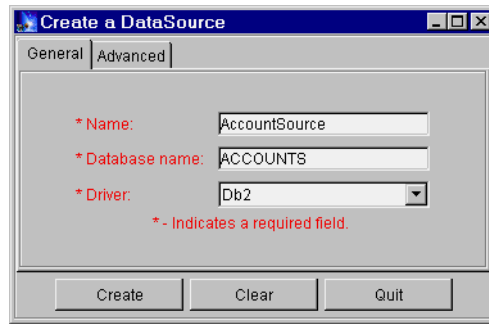 Create a DataSource
General Advanced
* Name: AccountSource
* Database name: ACCOUNTS
* Driver: Db2
* - Indicates a required field.
Create Clear Quit